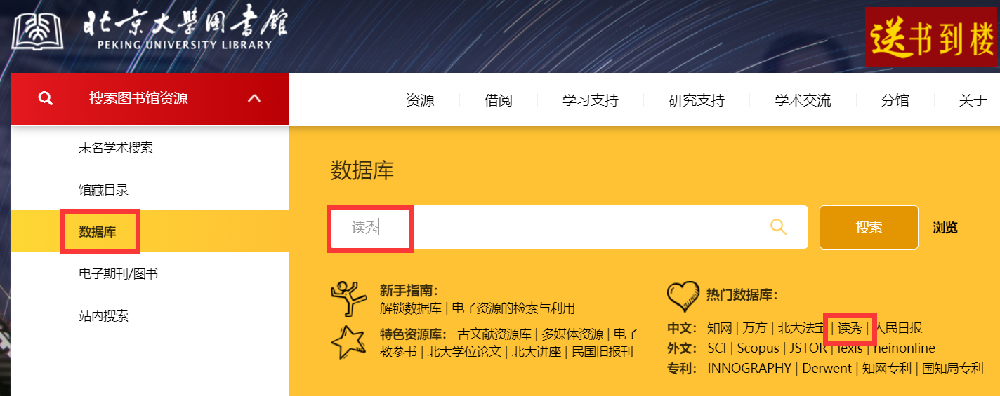 北京大學圖書館
PEKING UNIVERSITY LIBRARY
送书到楼
搜索图书馆资源
资源
借阅
学习支持
研究支持
学术交流
分馆
关于
未名学术搜索
馆藏目录
数据库
电子期刊/图书
站内搜索
数据库
读秀
搜索
浏览
新手指南：
解锁数据库 | 电子资源的检索与利用
特色资源库： 古文献资源库 | 多媒体资源 | 电子
教参书 | 北大学位论文 | 北大讲座 | 民国旧报刊
热门数据库：
中文： 知网 | 万方 | 北大法宝 | 读秀 | 人民日报
外文： SCI | Scopus | JSTOR | lexis | heinonline
专利： INNOGRAPHY | Derwent | 知网专利 | 国知局专利